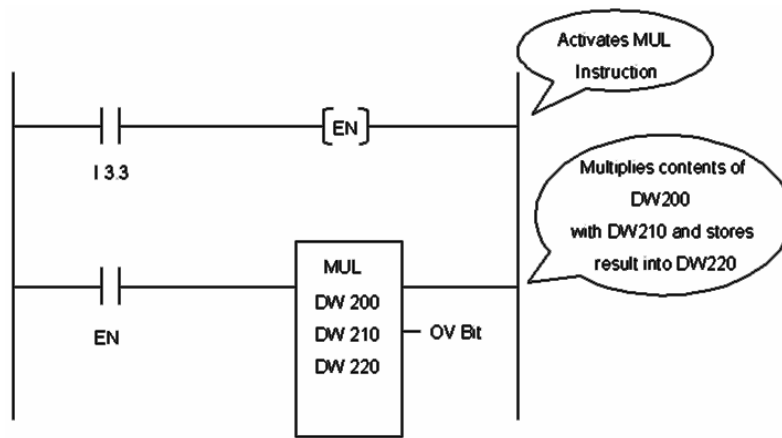 Activates MUL
Instruction
EN
I 3.3
Multiplies contents of
DW200
with DW210 and stores
result into DW220
MUL
DW 200
DW 210
DW 220
OV Bit
EN